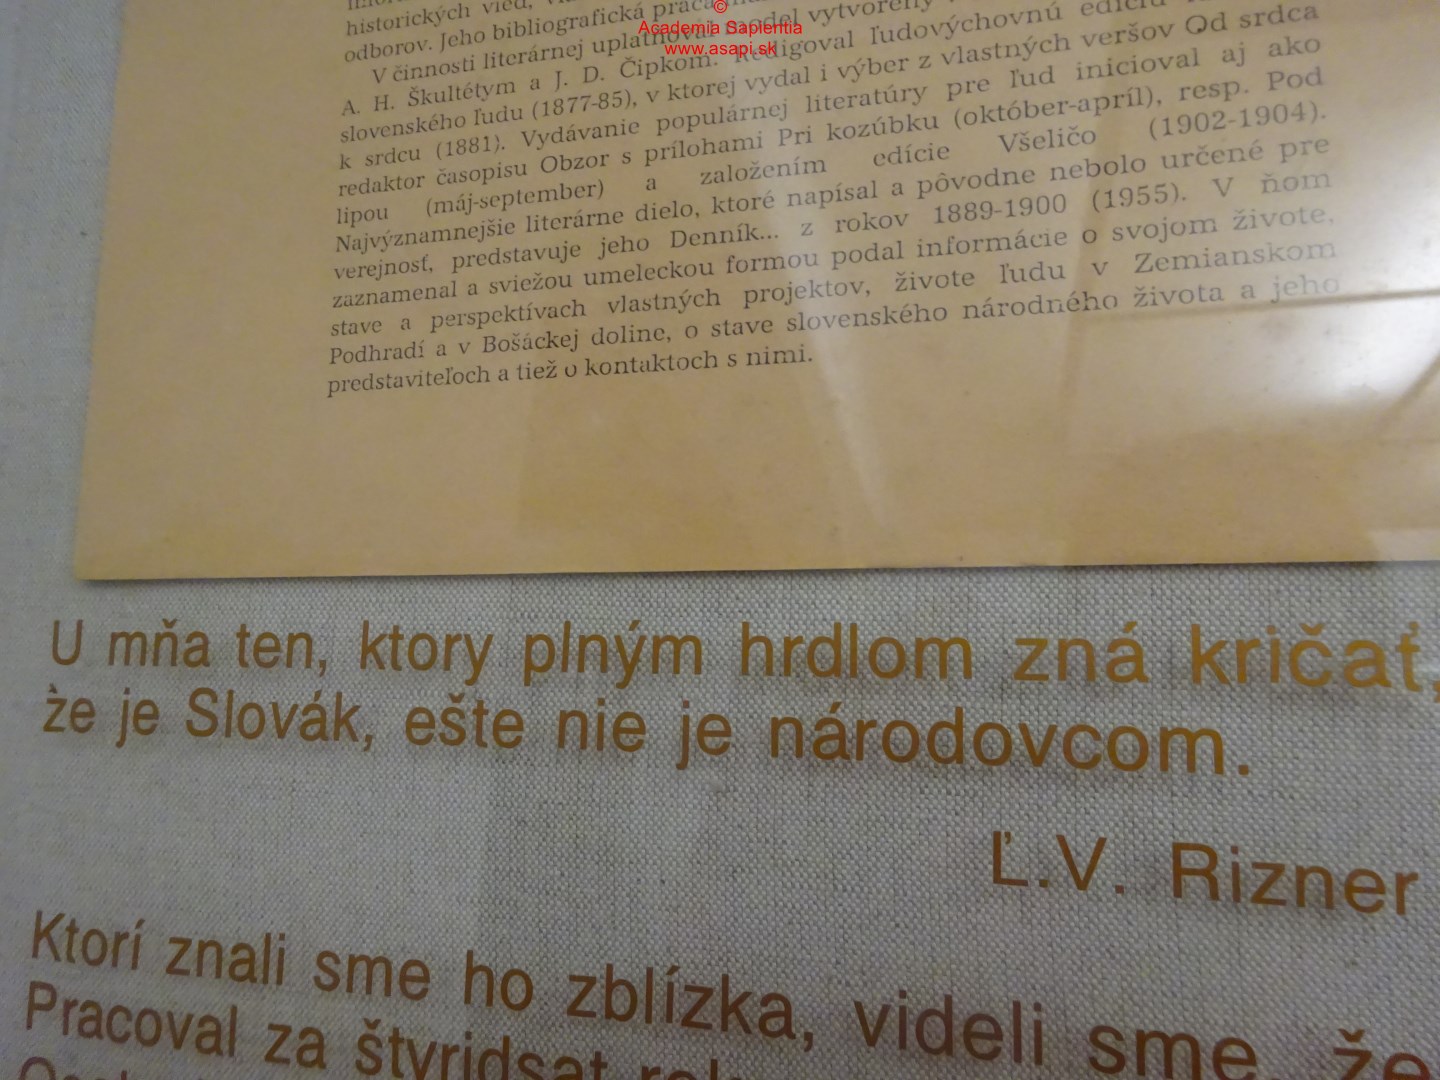 historických vied,
odborov. Jeho bibliografická
V činnosti literárnej uplatňoval model vytvorený
A. H. Škultétym a J. D. Čipkom. Redigoval ľudovýchovnú edíciu
slovenského ľudu (1877-85), v ktorej vydal i výber z vlastných veršov Od srdca
k srdcu (1881). Vydávanie populárnej literatúry pre ľud inicioval aj ako
redaktor časopisu Obzor s prílohami Pri kozúbku (október-apríl), resp. Pod
lipou (máj-september) a založením edície Všeličo (1902-1904).
Najvýznamnejšie literárne dielo, ktoré napísal a pôvodne nebolo určené pre
verejnosť, predstavuje jeho Denník... z rokov 1889-1900 (1955). V ňom
zaznamenal a sviežou umeleckou formou podal informácie o svojom živote,
stave a perspektívach vlastných projektov, živote ľudu v Zemianskom
Podhradí a v Bošáckej doline, o stave slovenského národného života a jeho
predstaviteľoch a tiež o kontaktoch s nimi.
©
Academia Sapientia
www.asapi.sk
U mňa ten, ktory plným hrdlom zná kričať,
že je Slovák, ešte nie je národovcom.
Ľ.V. Rizner
Ktorí znali sme ho zblízka, videli sme, že
Pracoval za štyridsat